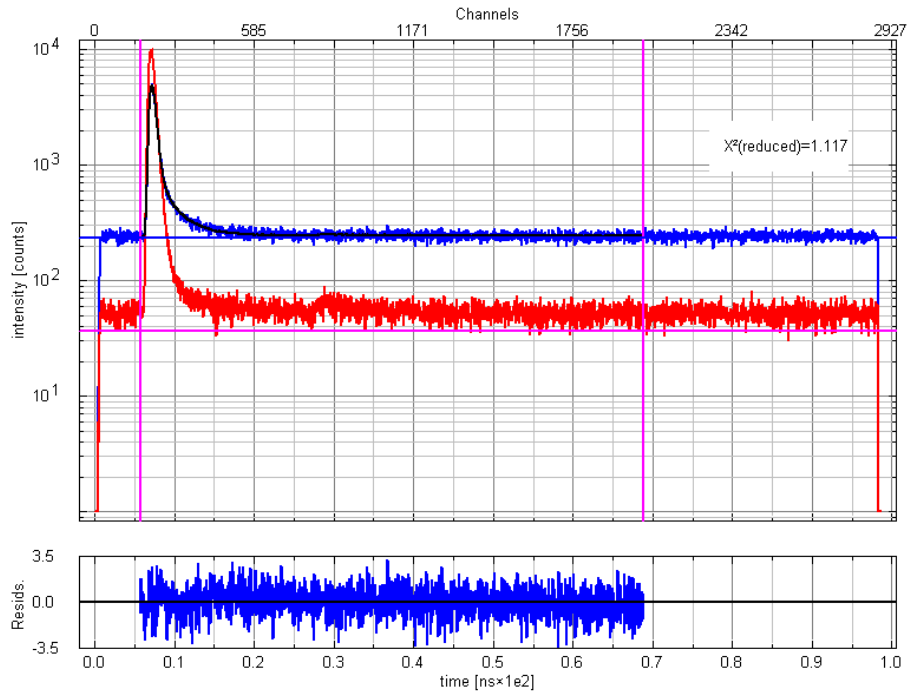 Channels
0 585 1171 1756 2342 2927
10⁴
10³
10²
10¹
intensity [counts]
X²(reduced)=1.117
3.5
0.0
-3.5
Resids.
0.0 0.1 0.2 0.3 0.4 0.5 0.6 0.7 0.8 0.9 1.0
time [ns×1e2]